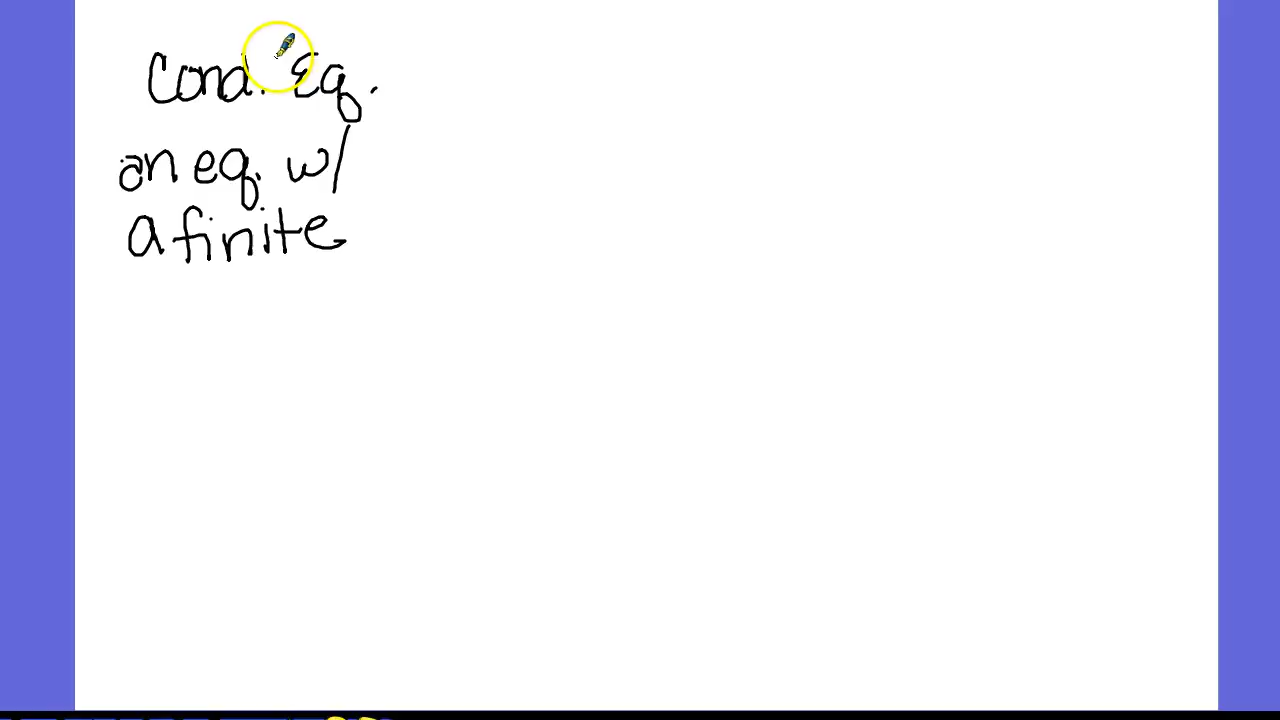 Cond. Eq.
an eq. w/
a finite